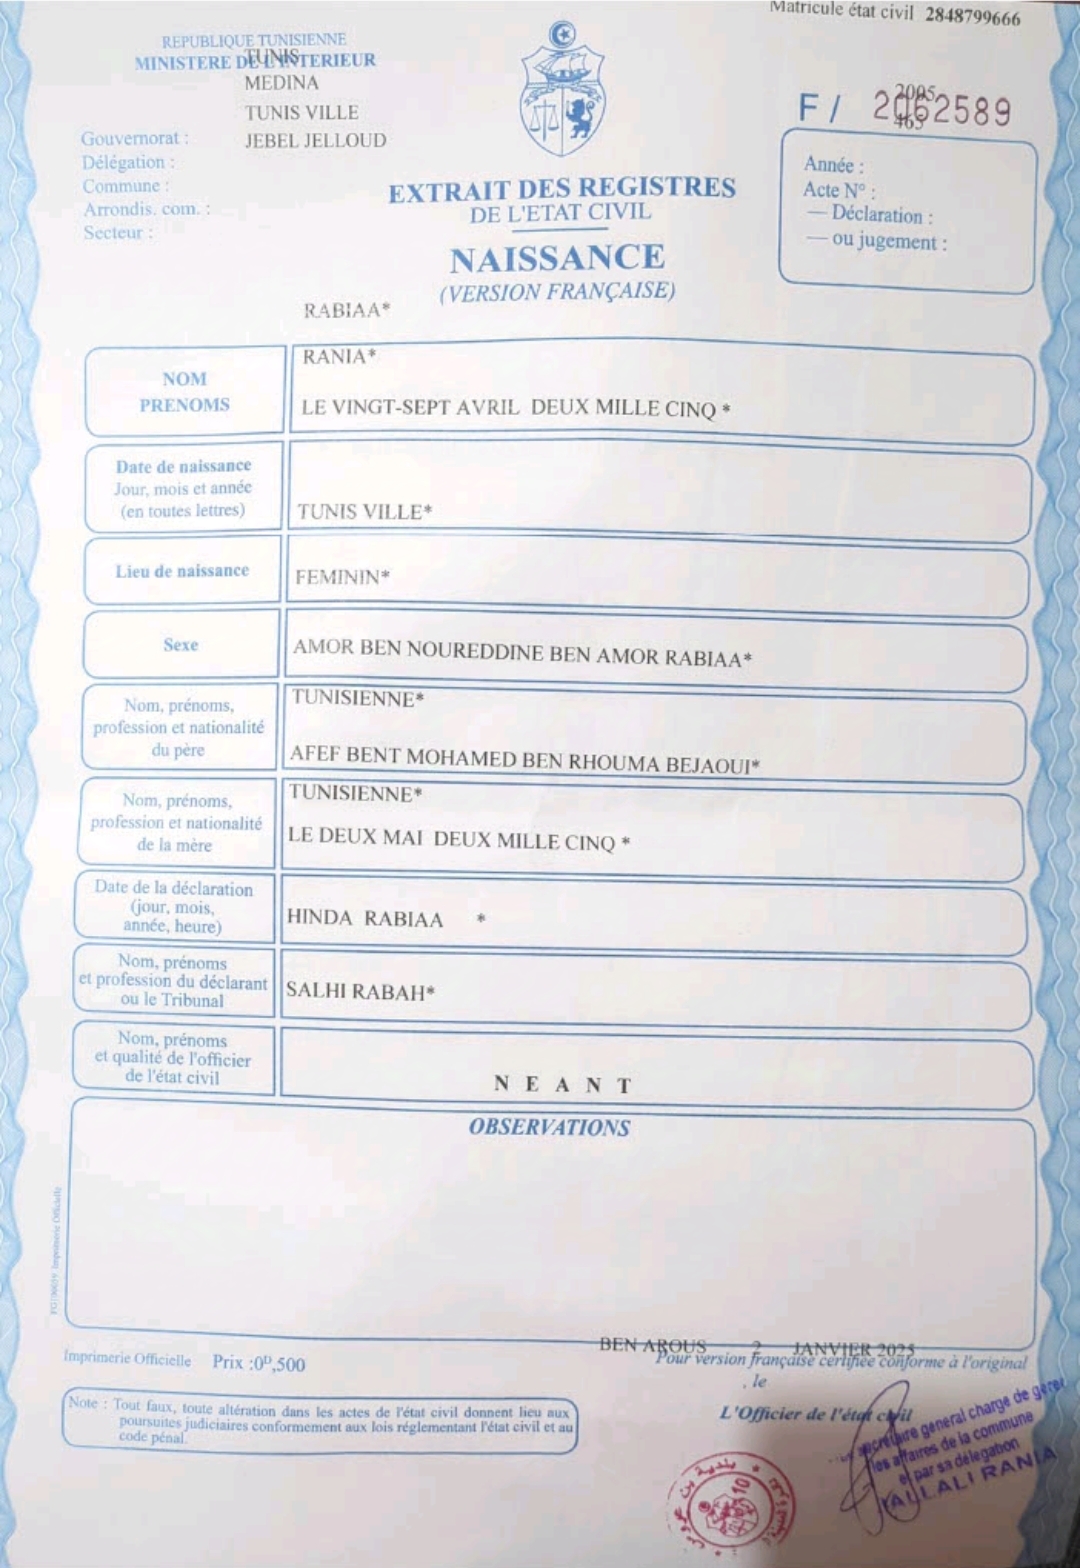 Matricule état civil 2848799666
REPUBLIQUE TUNISIENNE
MINISTERE DE L'INTERIEUR
TUNIS
MEDINA
TUNIS VILLE
JEBEL JELLOUD
Gouvernorat :
Délégation :
Commune :
Arrondis. com. :
Secteur :
F/ 2062589
2005
465
Année :
Acte N° :
— Déclaration :
— ou jugement :
EXTRAIT DES REGISTRES
DE L'ETAT CIVIL
NAISSANCE
(VERSION FRANÇAISE)
RABIAA*
RANIA*
NOM
PRENOMS
LE VINGT-SEPT AVRIL DEUX MILLE CINQ *
Date de naissance
Jour, mois et année
(en toutes lettres)
TUNIS VILLE*
Lieu de naissance
FEMININ*
Sexe
AMOR BEN NOUREDDINE BEN AMOR RABIAA*
TUNISIENNE*
Nom, prénoms,
profession et nationalité
du père
AFEF BENT MOHAMED BEN RHOUMA BEJAOUI*
TUNISIENNE*
Nom, prénoms,
profession et nationalité
de la mère
LE DEUX MAI DEUX MILLE CINQ *
Date de la déclaration
(jour, mois,
année, heure)
HINDA RABIAA *
Nom, prénoms
et profession du déclarant
ou le Tribunal
SALHI RABAH*
Nom, prénoms
et qualité de l'officier
de l'état civil
N E A N T
OBSERVATIONS
BEN AROUS 2 JANVIER 2025
Imprimerie Officielle Prix :0ᴰ,500
Pour version française certifiée conforme à l'original
, le
L'Officier de l'état civil
Note : Tout faux, toute altération dans les actes de l'état civil donnent lieu aux
poursuites judiciaires conformement aux lois réglementant l'état civil et au
code pénal.
secrétaire general charge de gerer
les affaires de la commune
et par sa délégation
YALLALI RANIA